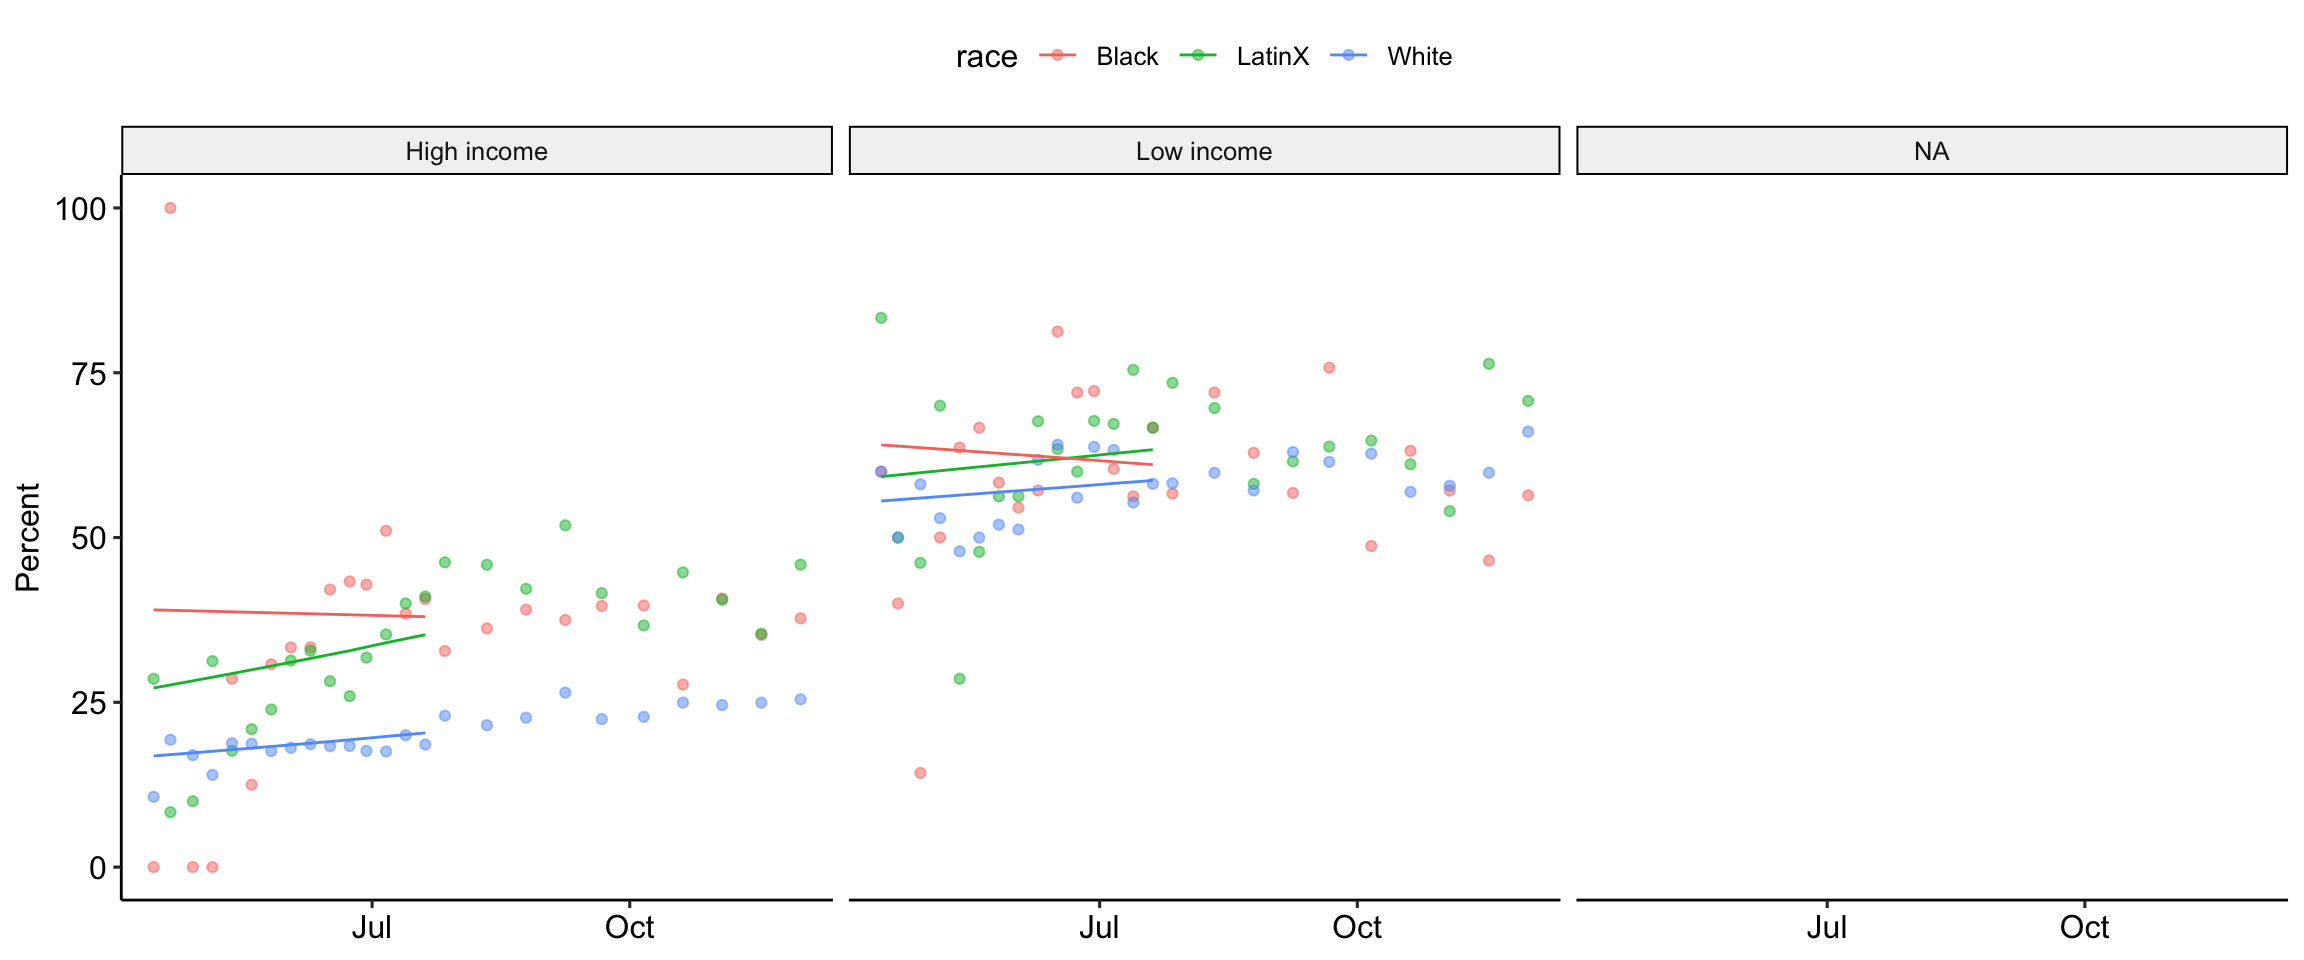 race Black LatinX White
High income Low income NA
100
75
50
25
0
Percent
Jul Oct Jul Oct Jul Oct